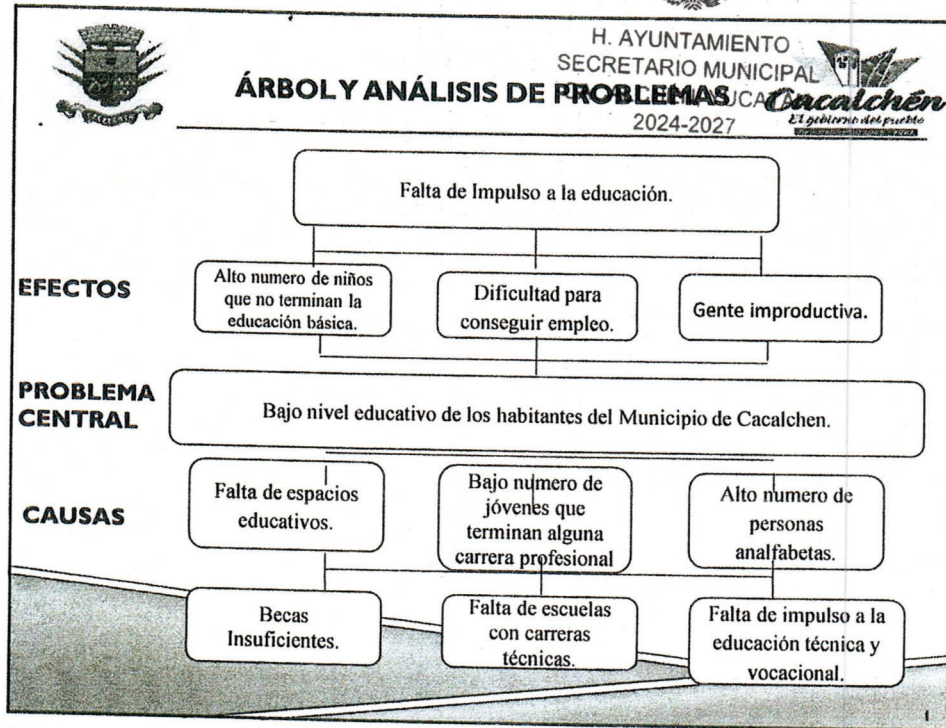 H. AYUNTAMIENTO
SECRETARIO MUNICIPAL
ÁRBOL Y ANÁLISIS DE PROBLEMAS
2024-2027
Cacalchén
El gobierno del pueblo
Falta de Impulso a la educación.
EFECTOS
Alto numero de niños
que no terminan la
educación básica.
Dificultad para
conseguir empleo.
Gente improductiva.
PROBLEMA
CENTRAL
Bajo nivel educativo de los habitantes del Municipio de Cacalchen.
CAUSAS
Falta de espacios
educativos.
Bajo numero de
jóvenes que
terminan alguna
carrera profesional
Alto numero de
personas
analfabetas.
Becas
Insuficientes.
Falta de escuelas
con carreras
técnicas.
Falta de impulso a la
educación técnica y
vocacional.
1